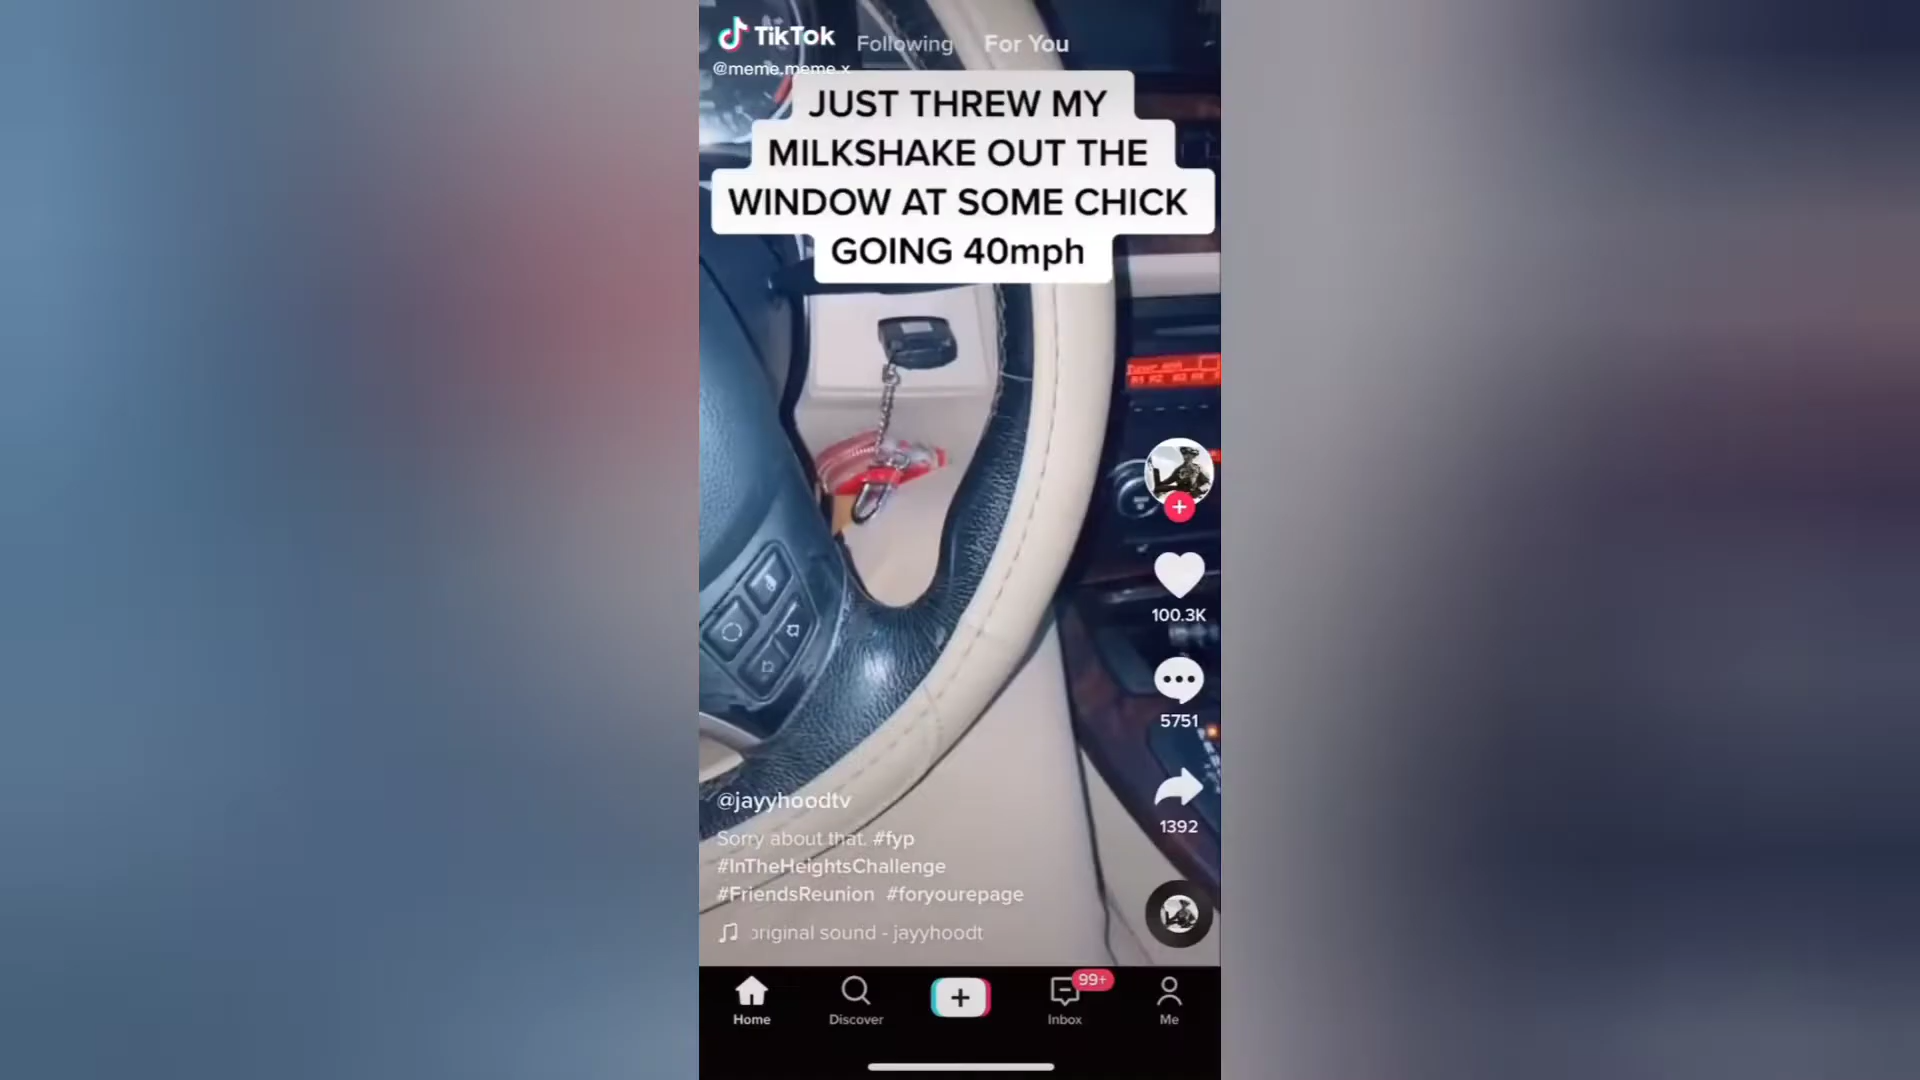 TikTok
Following
For You
@meme.meme.x
JUST THREW MY
MILKSHAKE OUT THE
WINDOW AT SOME CHICK
GOING 40mph
100.3K
5751
1392
@jayyhoodtv
Sorry about that. #fyp
#InTheHeightsChallenge
#FriendsReunion #foryourepage
original sound - jayyhoodt
99+
Home
Discover
Inbox
Me